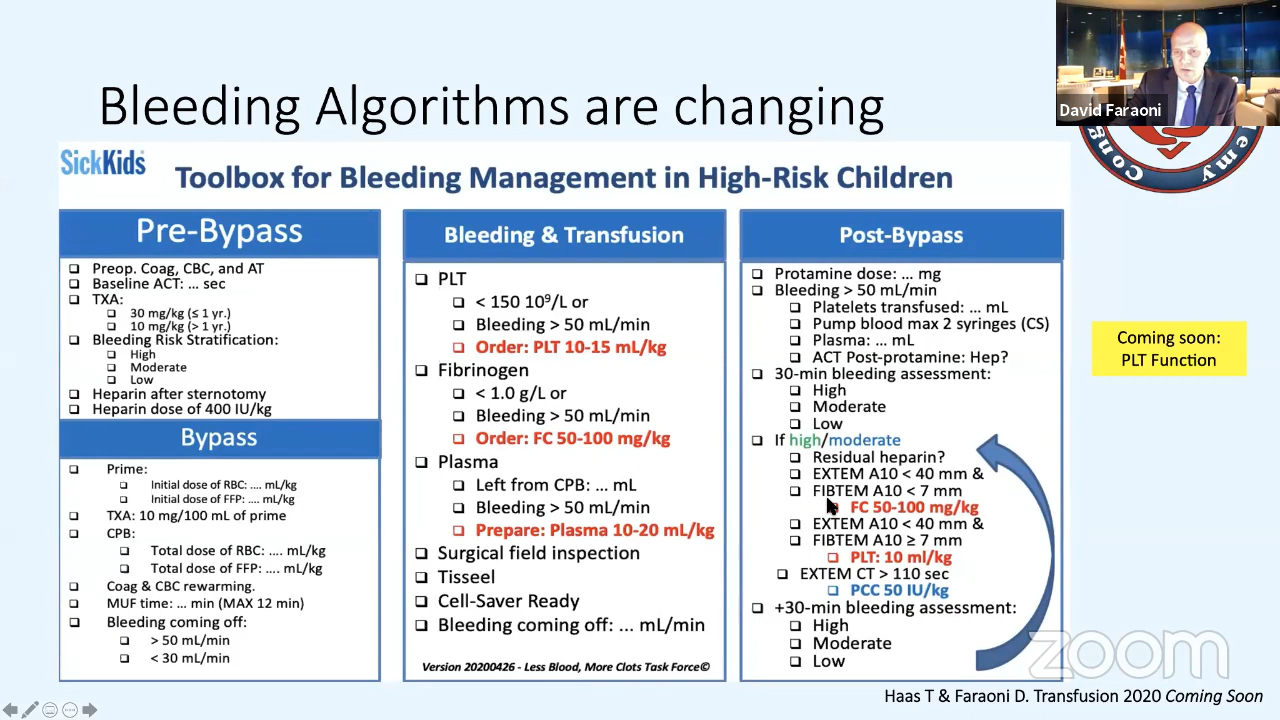 Bleeding Algorithms are changing
David Faraoni
SickKids
Toolbox for Bleeding Management in High-Risk Children
Pre-Bypass
Preop. Coag, CBC, and AT
Baseline ACT: ... sec
TXA:
30 mg/kg (≤ 1 yr.)
10 mg/kg (> 1 yr.)
Bleeding Risk Stratification:
High
Moderate
Low
Heparin after sternotomy
Heparin dose of 400 IU/kg
Bypass
Prime:
Initial dose of RBC: .... mL/kg
Initial dose of FFP: .... mL/kg
TXA: 10 mg/100 mL of prime
CPB:
Total dose of RBC: .... mL/kg
Total dose of FFP: .... mL/kg
Coag & CBC rewarming.
MUF time: ... min (MAX 12 min)
Bleeding coming off:
> 50 mL/min
< 30 mL/min
Bleeding & Transfusion
PLT
< 150 10⁹/L or
Bleeding > 50 mL/min
Order: PLT 10-15 mL/kg
Fibrinogen
< 1.0 g/L or
Bleeding > 50 mL/min
Order: FC 50-100 mg/kg
Plasma
Left from CPB: ... mL
Bleeding > 50 mL/min
Prepare: Plasma 10-20 mL/kg
Surgical field inspection
Tisseel
Cell-Saver Ready
Bleeding coming off: ... mL/min
Version 20200426 - Less Blood, More Clots Task Force©
Post-Bypass
Protamine dose: ... mg
Bleeding > 50 mL/min
Platelets transfused: ... mL
Pump blood max 2 syringes (CS)
Plasma: ... mL
ACT Post-protamine: Hep?
30-min bleeding assessment:
High
Moderate
Low
If high/moderate
Residual heparin?
EXTEM A10 < 40 mm &
FIBTEM A10 < 7 mm
FC 50-100 mg/kg
EXTEM A10 < 40 mm &
FIBTEM A10 ≥ 7 mm
PLT: 10 ml/kg
EXTEM CT > 110 sec
PCC 50 IU/kg
+30-min bleeding assessment:
High
Moderate
Low
Coming soon:
PLT Function
zoom
Haas T & Faraoni D. Transfusion 2020 Coming Soon